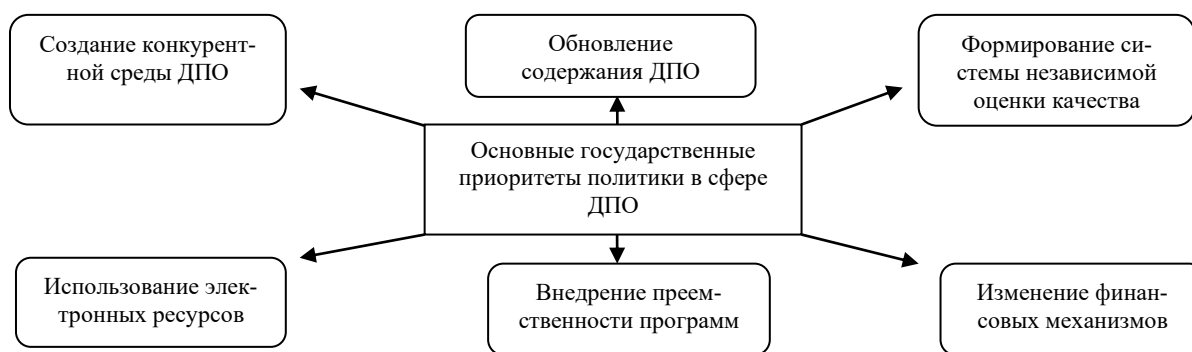 Создание конкурент-
ной среды ДПО
Обновление
содержания ДПО
Формирование си-
стемы независимой
оценки качества
Основные государственные
приоритеты политики в сфере
ДПО
Использование элек-
тронных ресурсов
Внедрение преем-
ственности программ
Изменение финан-
совых механизмов